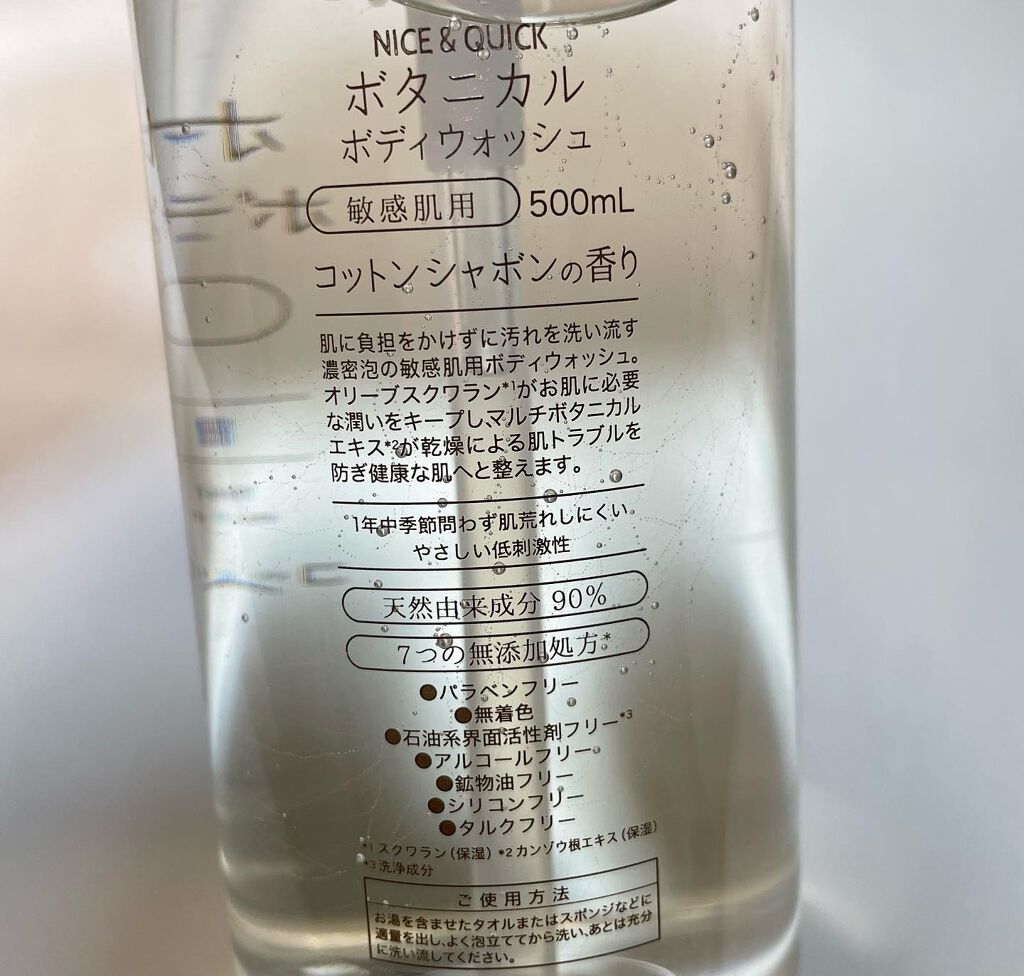 NICE & QUICK
ボタニカル
ボディウォッシュ
敏感肌用 500mL
コットンシャボンの香り
肌に負担をかけずに汚れを洗い流す
濃密泡の敏感肌用ボディウォッシュ。
オリーブスクワラン*1がお肌に必要
な潤いをキープし、マルチボタニカル
エキス*2が乾燥による肌トラブルを
防ぎ健康な肌へと整えます。
1年中季節問わず肌荒れしにくい。
やさしい低刺激性
天然由来成分 90%
7つの無添加処方*
●パラベンフリー
●無着色
●石油系界面活性剤フリー*3
●アルコールフリー
●鉱物油フリー
●シリコンフリー
●タルクフリー
*1 スクワラン(保湿) *2 カンゾウ根エキス(保湿)
*3 洗浄成分
ご使用方法
お湯を含ませたタオルまたはスポンジなどに
適量を出し、よく泡立ててから洗い、あとは充分
に洗い流してください。